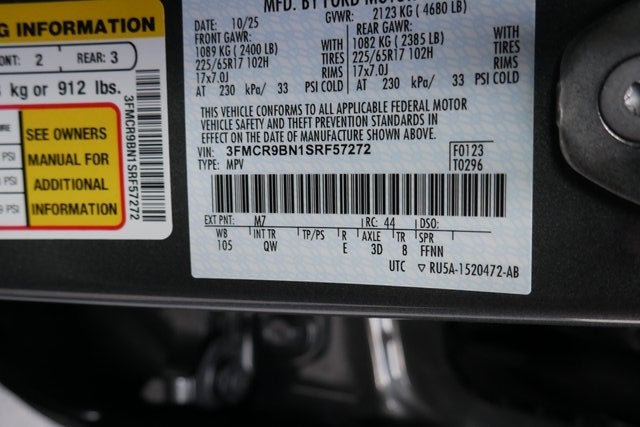 G INFORMATION
ONT: 2 REAR: 3
kg or 912 lbs.
SEE OWNERS
PSI MANUAL FOR
PSI ADDITIONAL
PSI INFORMATION
3FMCR9BN1SRF57272
MFD. BY FORD MOTOR
DATE: 10/25 GVWR: 2123 KG ( 4680 LB)
FRONT GAWR: REAR GAWR:
1089 KG ( 2400 LB) WITH 1082 KG ( 2385 LB) WITH
225/65R17 102H TIRES 225/65R17 102H TIRES
17x7.0J RIMS 17x7.0J RIMS
AT 230 kPa/ 33 PSI COLD AT 230 kPa/ 33 PSI COLD
THIS VEHICLE CONFORMS TO ALL APPLICABLE FEDERAL MOTOR
VEHICLE SAFETY AND THEFT PREVENTION STANDARDS IN
EFFECT ON THE DATE OF MANUFACTURE SHOWN ABOVE.
VIN: 3FMCR9BN1SRF57272 F0123
TYPE: MPV T0296
EXT PNT: M7 RC: 44 DSO:
WB INT TR TP/PS R AXLE TR SPR
105 QW E 3D 8 FFNN
UTC ▽ RU5A-1520472-AB